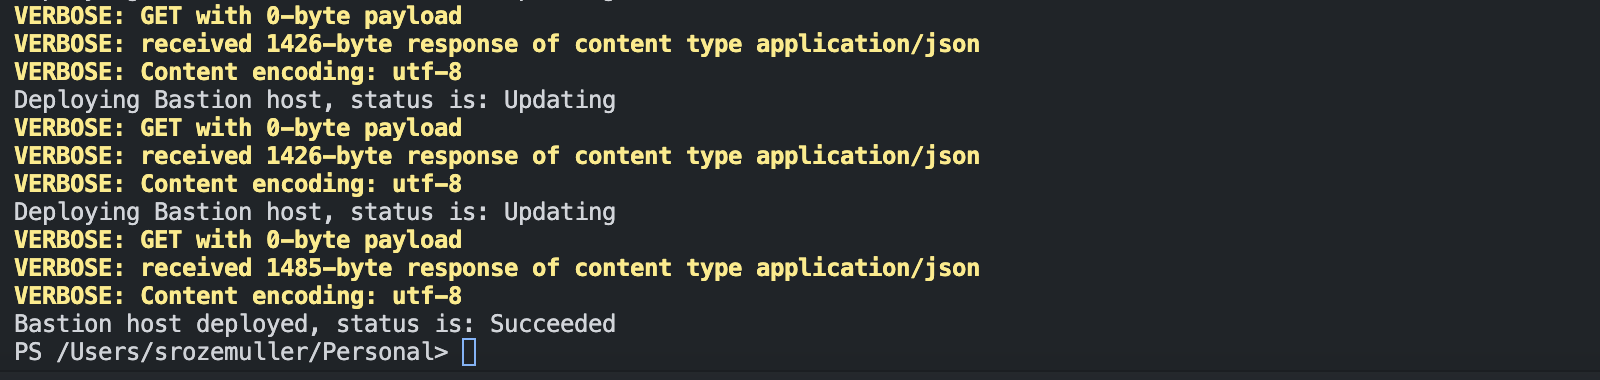 VERBOSE: GET with 0-byte payload
VERBOSE: received 1426-byte response of content type application/json
VERBOSE: Content encoding: utf-8
Deploying Bastion host, status is: Updating
VERBOSE: GET with 0-byte payload
VERBOSE: received 1426-byte response of content type application/json
VERBOSE: Content encoding: utf-8
Deploying Bastion host, status is: Updating
VERBOSE: GET with 0-byte payload
VERBOSE: received 1485-byte response of content type application/json
VERBOSE: Content encoding: utf-8
Bastion host deployed, status is: Succeeded
PS /Users/srozemuller/Personal>